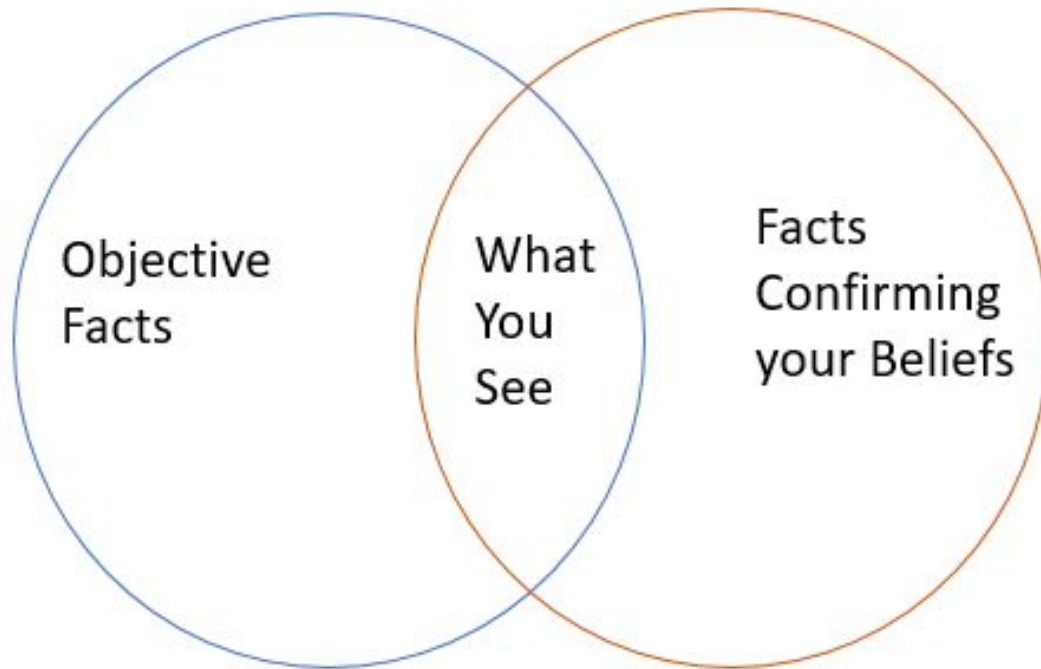 Objective
Facts
What
You
See
Facts
Confirming
your Beliefs